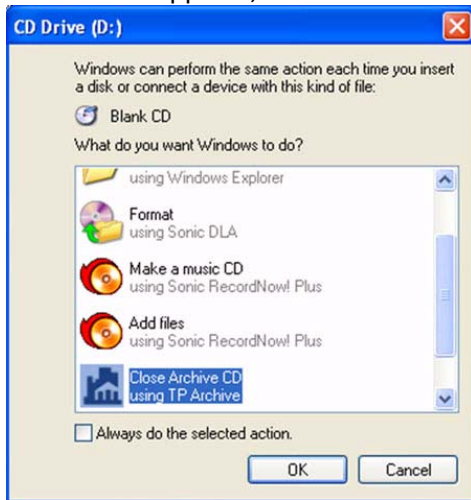 CD Drive (D:)
Windows can perform the same action each time you insert
a disk or connect a device with this kind of file:
Blank CD
What do you want Windows to do?
using Windows Explorer
Format
using Sonic DLA
Make a music CD
using Sonic RecordNow! Plus
Add files
using Sonic RecordNow! Plus
Close Archive CD
using TP Archive
Always do the selected action.
OK
Cancel